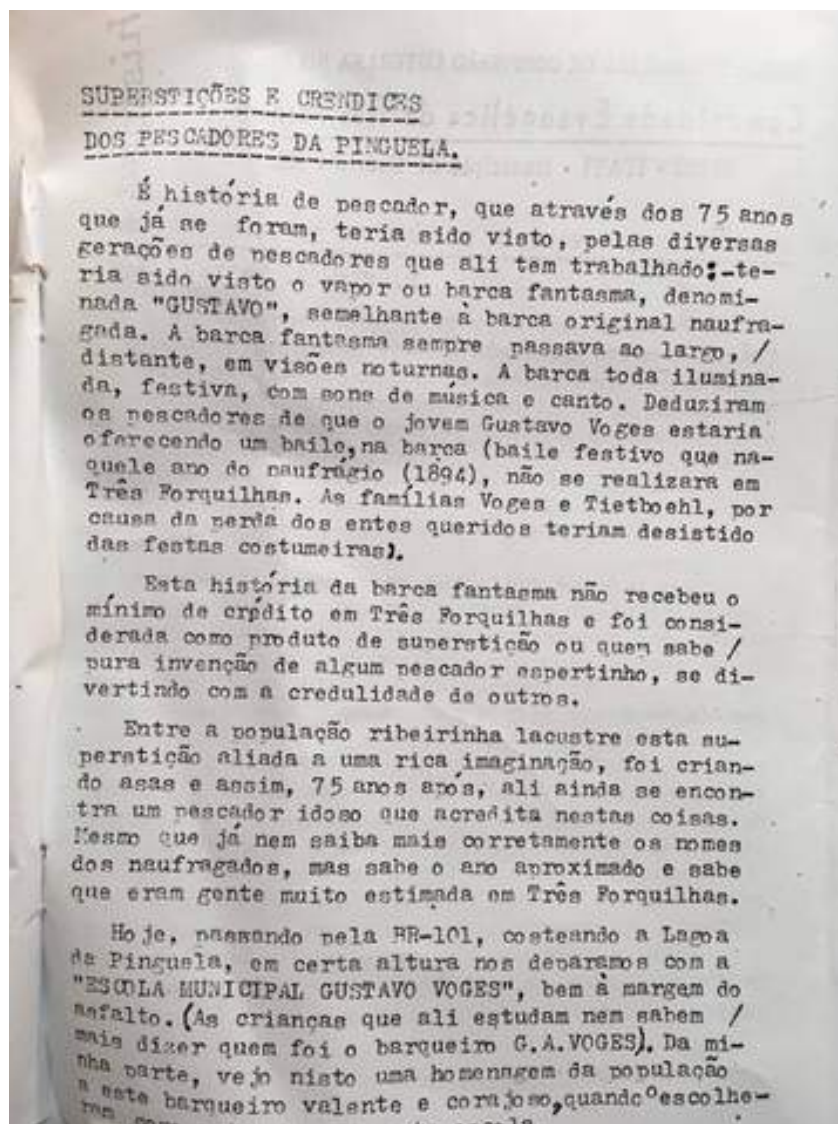 SUPERSTIÇÕES E CRENDICES
DOS PESCADORES DA PINGUELA.
É história de pescador, que através dos 75 anos
que já se foram, teria sido visto, pelas diversas
gerações de pescadores que ali tem trabalhado:-te-
ria sido visto o vapor ou barca fantasma, denomi-
nada "GUSTAVO", semelhante à barca original naufra-
gada. A barca fantasma sempre passava ao largo, /
distante, em visões noturnas. A barca toda ilumina-
da, festiva, com sons de música e canto. Deduziram
os pescadores de que o jovem Gustavo Voges estaria
oferecendo um baile,na barca (baile festivo que na-
quele ano do naufrágio (1894), não se realizara em
Três Forquilhas. As famílias Voges e Tietboehl, por
causa da perda dos entes queridos teriam desistido
das festas costumeiras).
Esta história da barca fantasma não recebeu o
mínimo de crédito em Três Forquilhas e foi consi-
derada como produto de superstição ou quem sabe /
pura invenção de algum pescador espertinho, se di-
vertindo com a credulidade de outros.
Entre a população ribeirinha lacustre esta su-
perstição aliada a uma rica imaginação, foi crian-
do asas e assim, 75 anos após, ali ainda se encon-
tra um pescador idoso que acredita nestas coisas.
Mesmo que já nem saiba mais corretamente os nomes
dos naufragados, mas sabe o ano aproximado e sabe
que eram gente muito estimada em Três Forquilhas.
Hoje, passando pela BR-101, costeando a Lagoa
da Pinguela, em certa altura nos deparamos com a
"ESCOLA MUNICIPAL GUSTAVO VOGES", bem à margem do
asfalto. (As crianças que ali estudam nem sabem /
mais dizer quem foi o barqueiro G.A.VOGES). Da mi-
nha parte, vejo nisto uma homenagem da população
a este barqueiro valente e corajoso,quando escolhe-
ram